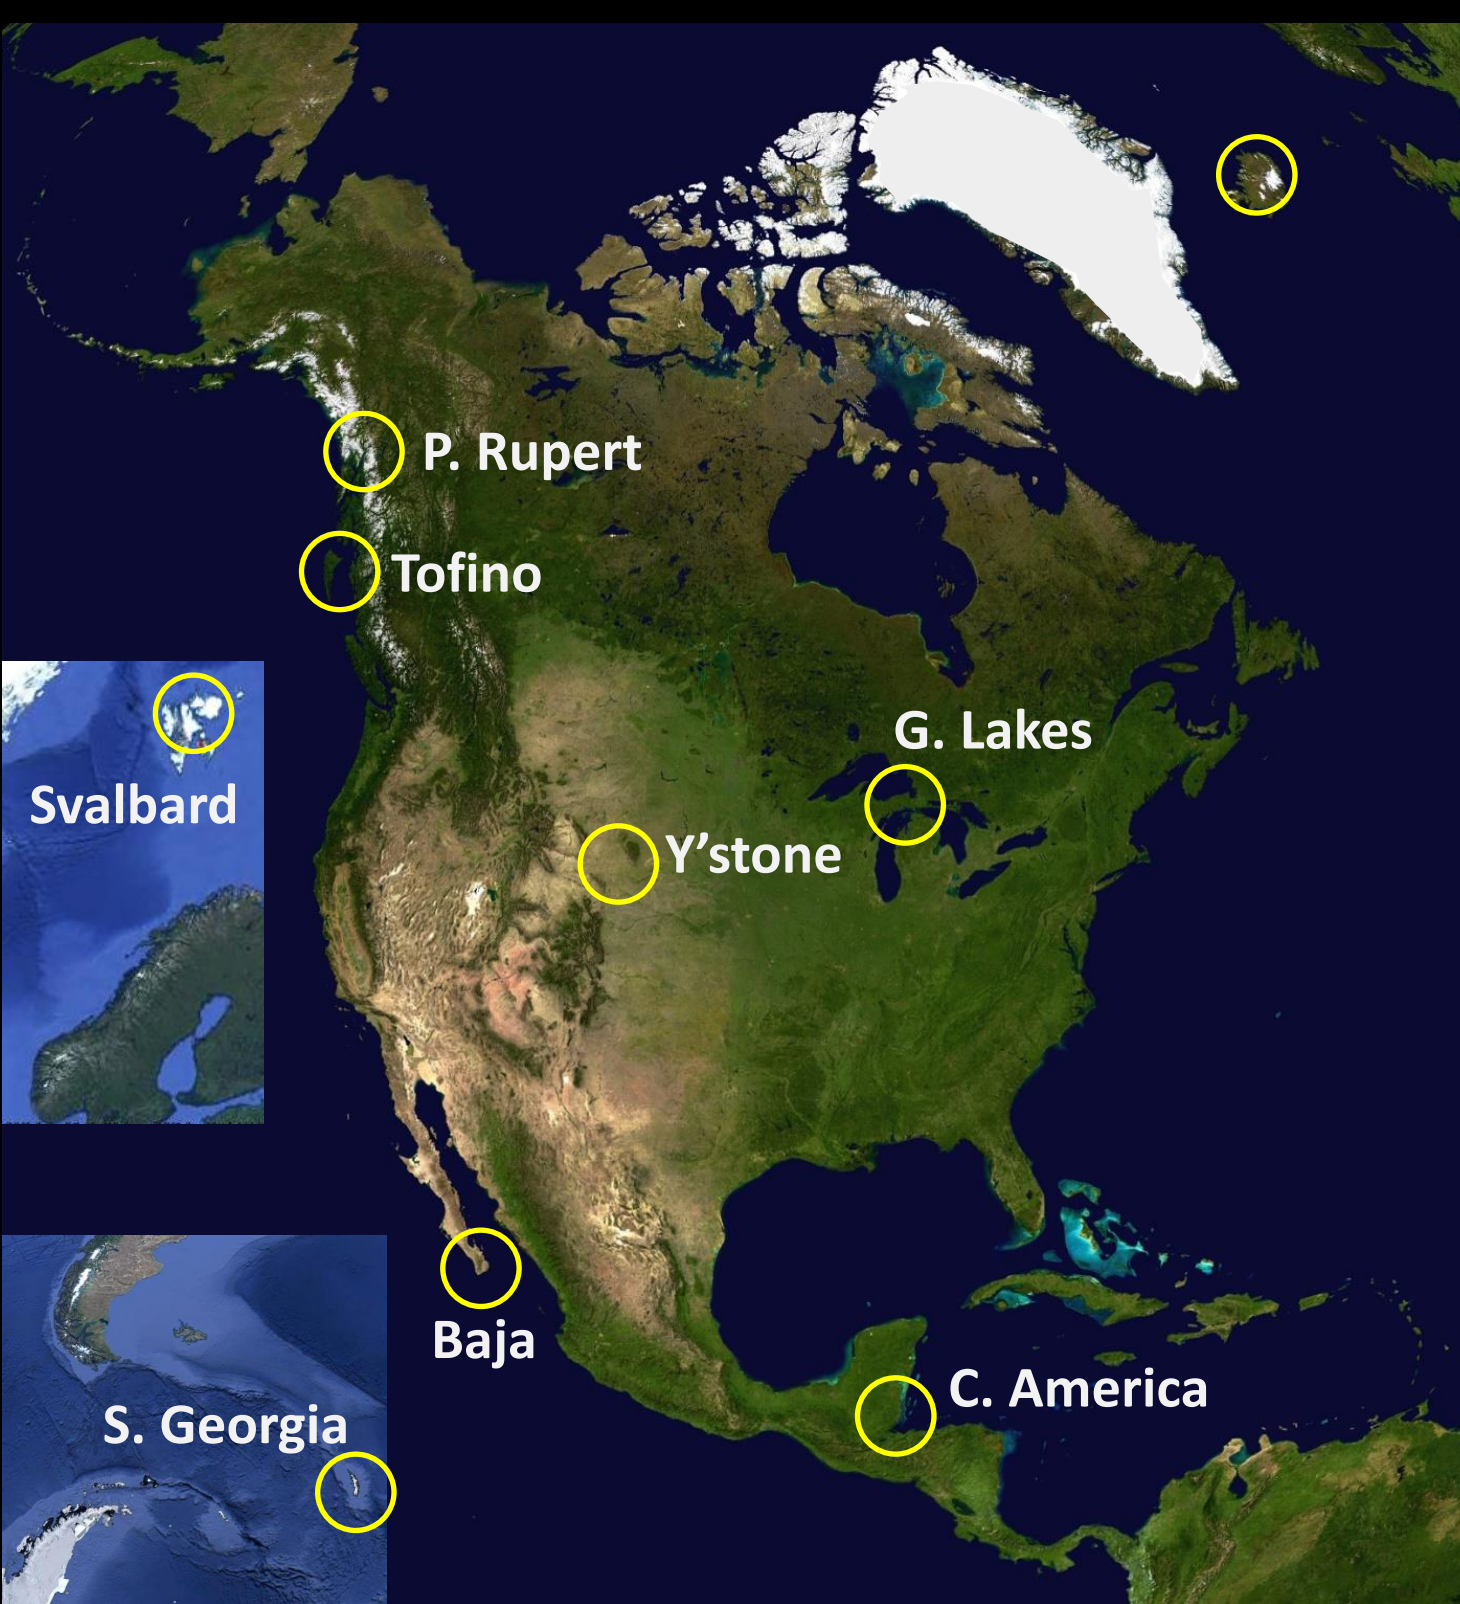 P. Rupert
Tofino
G. Lakes
Svalbard
Y’stone
Baja
C. America
S. Georgia